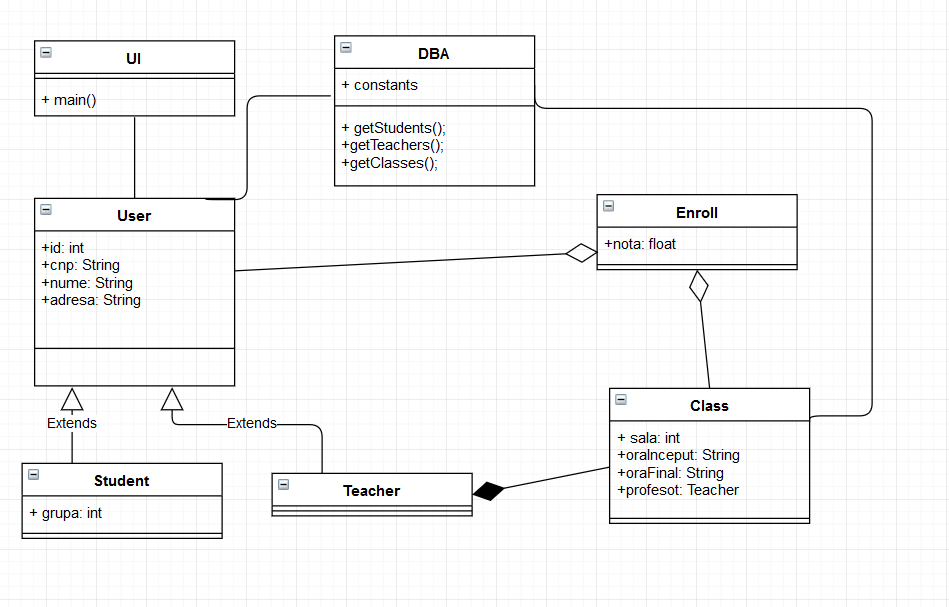 UI
+ main()
DBA
+ constants
+ getStudents();
+getTeachers();
+getClasses();
User
+id: int
+cnp: String
+nume: String
+adresa: String
Enroll
+nota: float
Extends
Extends
Class
+ sala: int
+oraInceput: String
+oraFinal: String
+profesot: Teacher
Student
+ grupa: int
Teacher